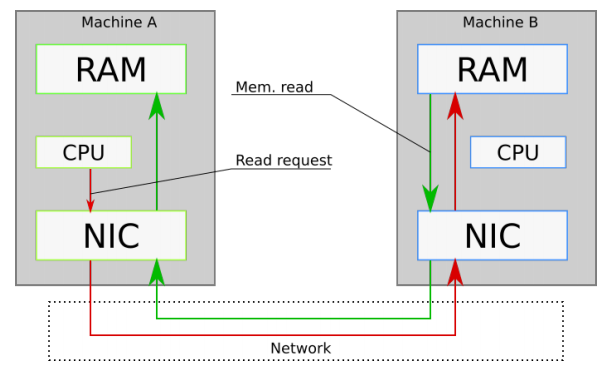 Machine A
RAM
CPU
NIC
Mem. read
Read request
Machine B
RAM
CPU
NIC
Network